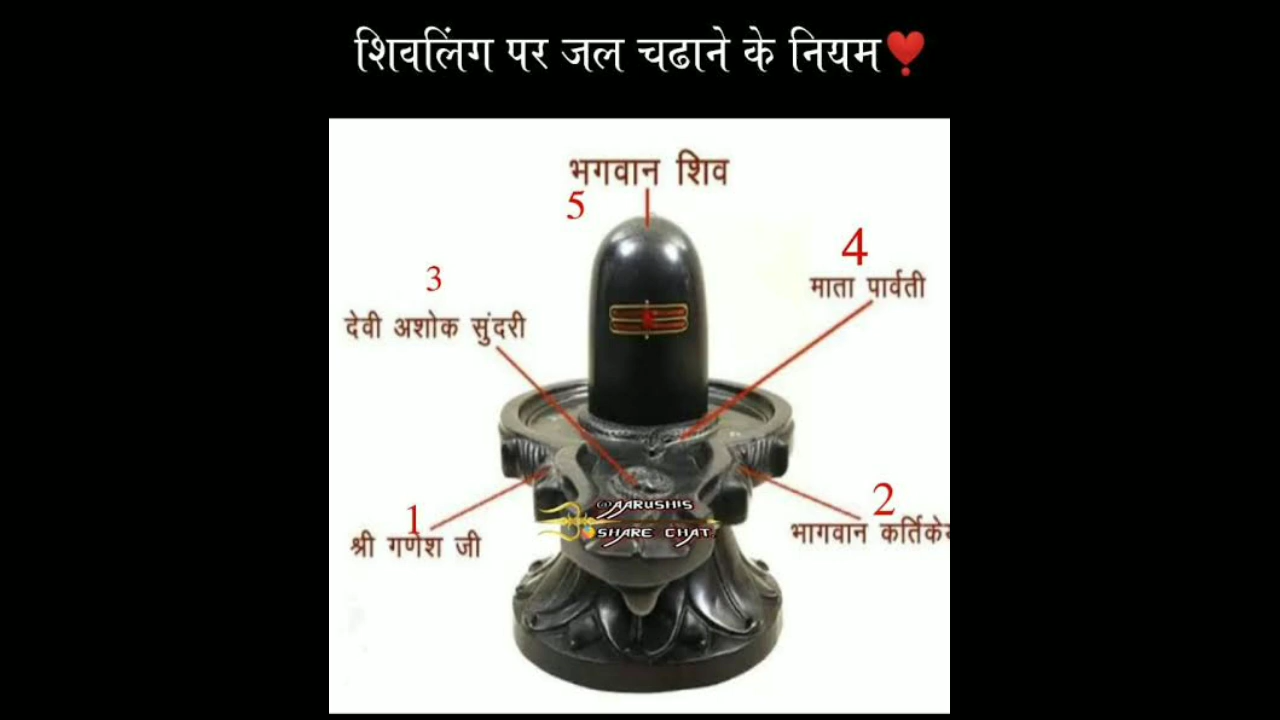 शिवलिंग पर जल चढाने के नियम❣️
भगवान शिव
5
4
माता पार्वती
3
देवी अशोक सुंदरी
1
श्री गणेश जी
2
भागवान कर्तिकेय
@AARUSHIS
SHARE CHAT